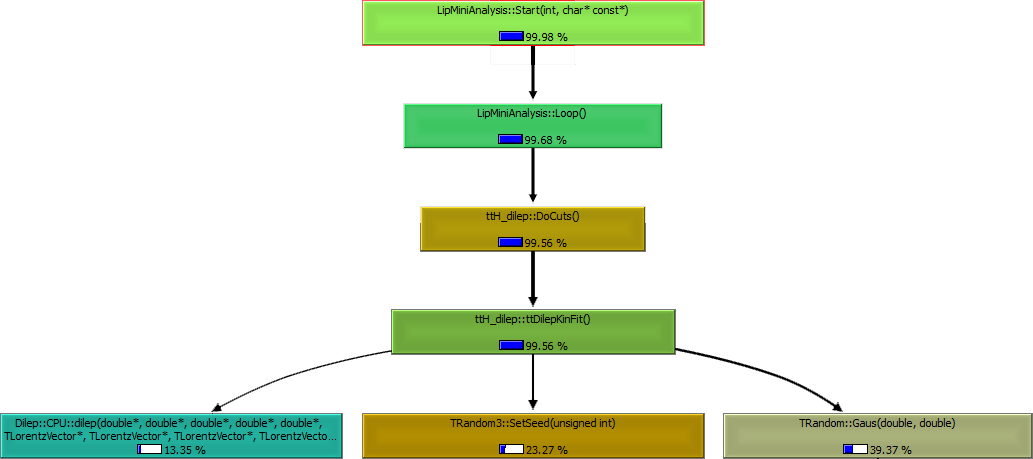 LipMiniAnalysis::Start(int, char* const*)
99.98 %
LipMiniAnalysis::Loop()
99.68 %
ttH_dilep::DoCuts()
99.56 %
ttH_dilep::ttDilepKinFit()
99.56 %
Dilep::CPU::dilep(double*, double*, double*, double*, double*,
TLorentzVector*, TLorentzVector*, TLorentzVector*, TLorentzVecto...
13.35 %
TRandom3::SetSeed(unsigned int)
23.27 %
TRandom::Gaus(double, double)
39.37 %